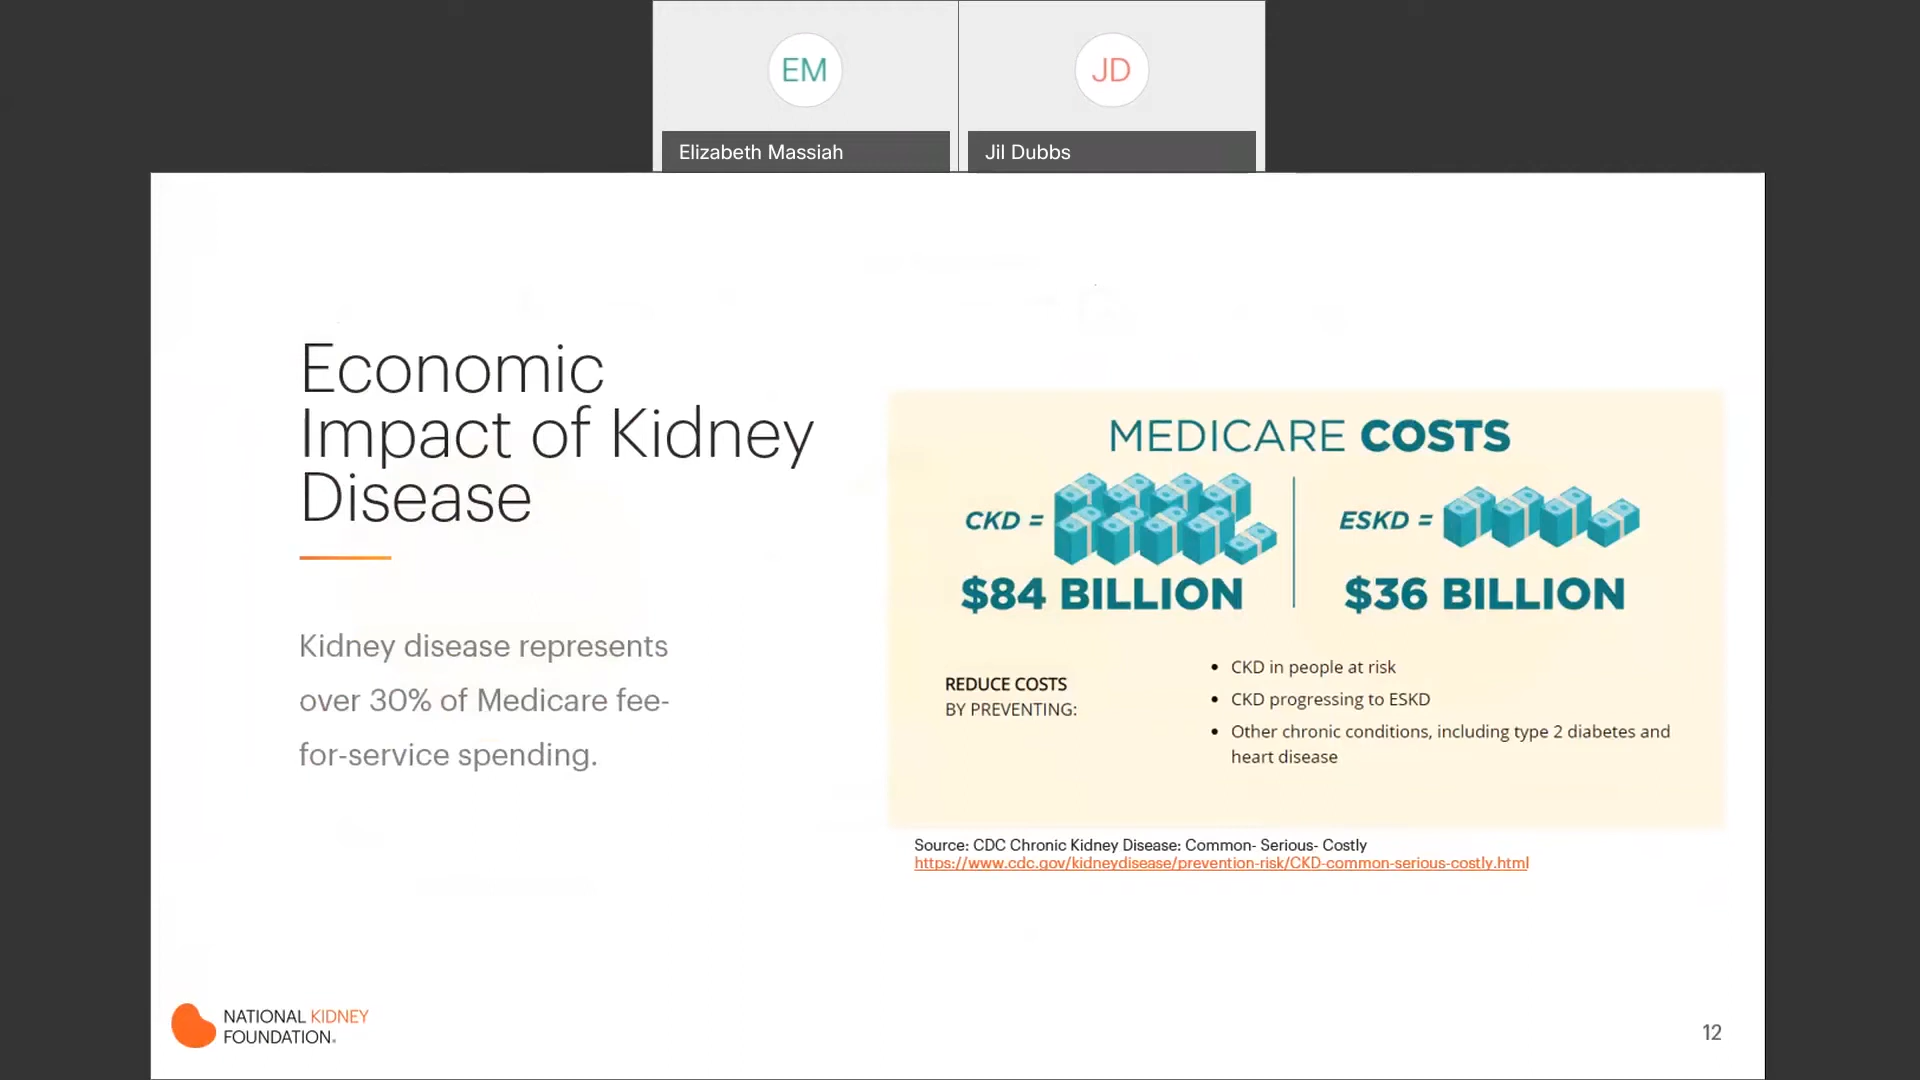 EM
JD
Elizabeth Massiah
Jil Dubbs
Economic
Impact of Kidney
Disease
Kidney disease represents
over 30% of Medicare fee-
for-service spending.
MEDICARE COSTS
CKD =
$84 BILLION
ESKD =
$36 BILLION
REDUCE COSTS
BY PREVENTING:
• CKD in people at risk
• CKD progressing to ESKD
• Other chronic conditions, including type 2 diabetes and
heart disease
Source: CDC Chronic Kidney Disease: Common- Serious- Costly
https://www.cdc.gov/kidneydisease/prevention-risk/CKD-common-serious-costly.html
NATIONAL KIDNEY
FOUNDATION®
12